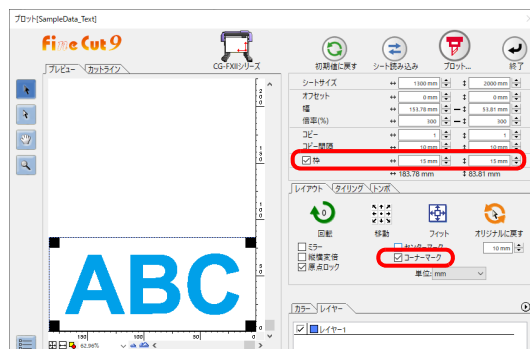 プロット[SampleData_Text]
Fine Cut 9
CG-FXIIシリーズ
初期値に戻す シート読み込み プロット... 終了
プレビュー カットライン
シートサイズ 1300 mm 2000 mm
オフセット 0 mm 0 mm
幅 153.78 mm 53.81 mm
倍率(%) 300 300
コピー 1 1
コピー間隔 10 mm 10 mm
枠 15 mm 15 mm
183.78 mm 83.81 mm
レイアウト タイリング トンボ
回転 移動 フィット オリジナルに戻す
ミラー センターマーク 10 mm
縦横変倍 コーナーマーク
原点ロック 単位: mm
ABC
カラー レイヤー
レイヤー1
150 100 50 0
62.96%